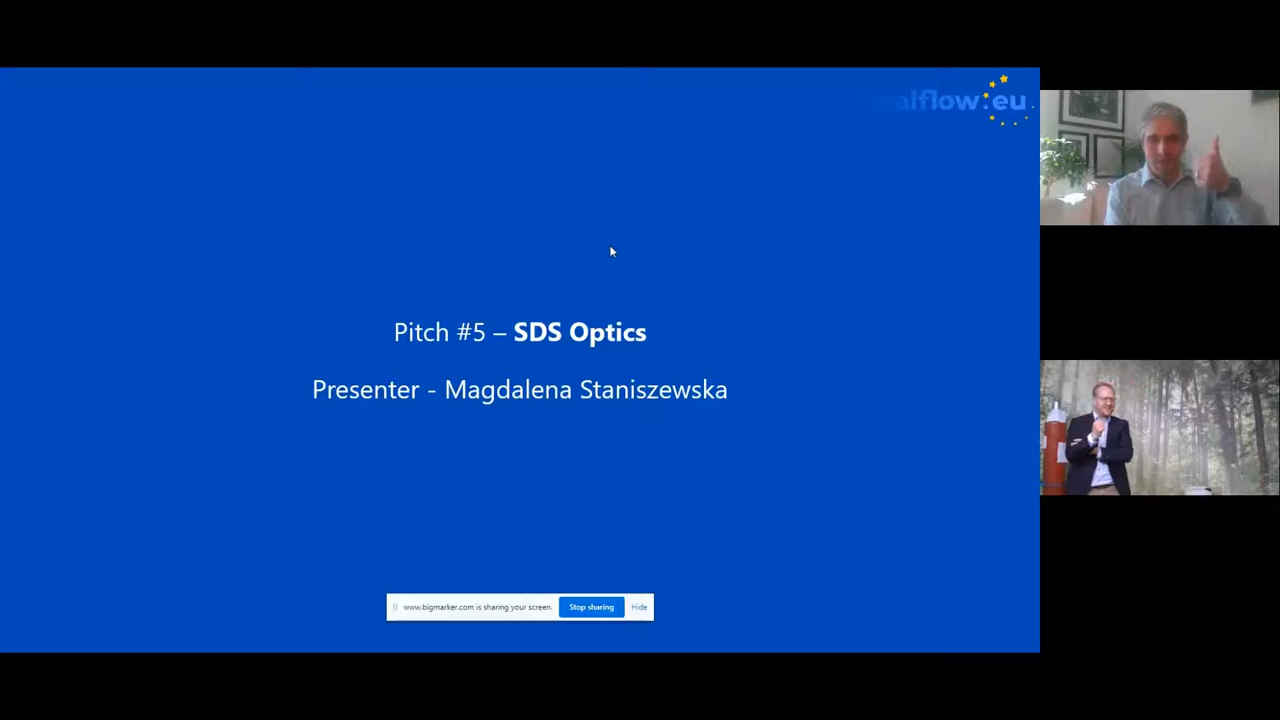 alflow.eu
Pitch #5 – SDS Optics
Presenter - Magdalena Staniszewska
www.bigmarker.com is sharing your screen. Stop sharing Hide